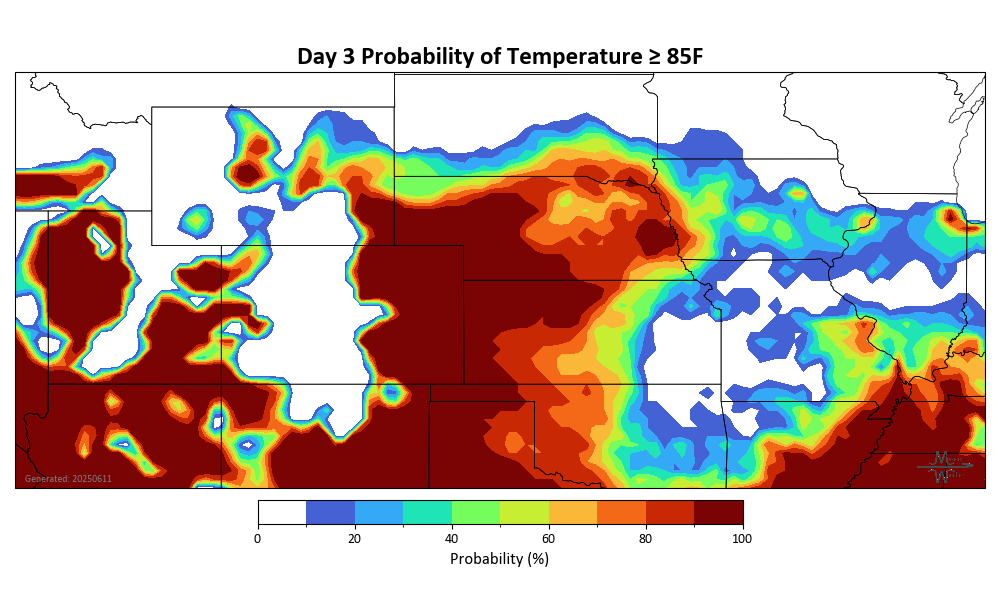 Day 3 Probability of Temperature ≥ 85F
Generated: 20250611
0 20 40 60 80 100
Probability (%)